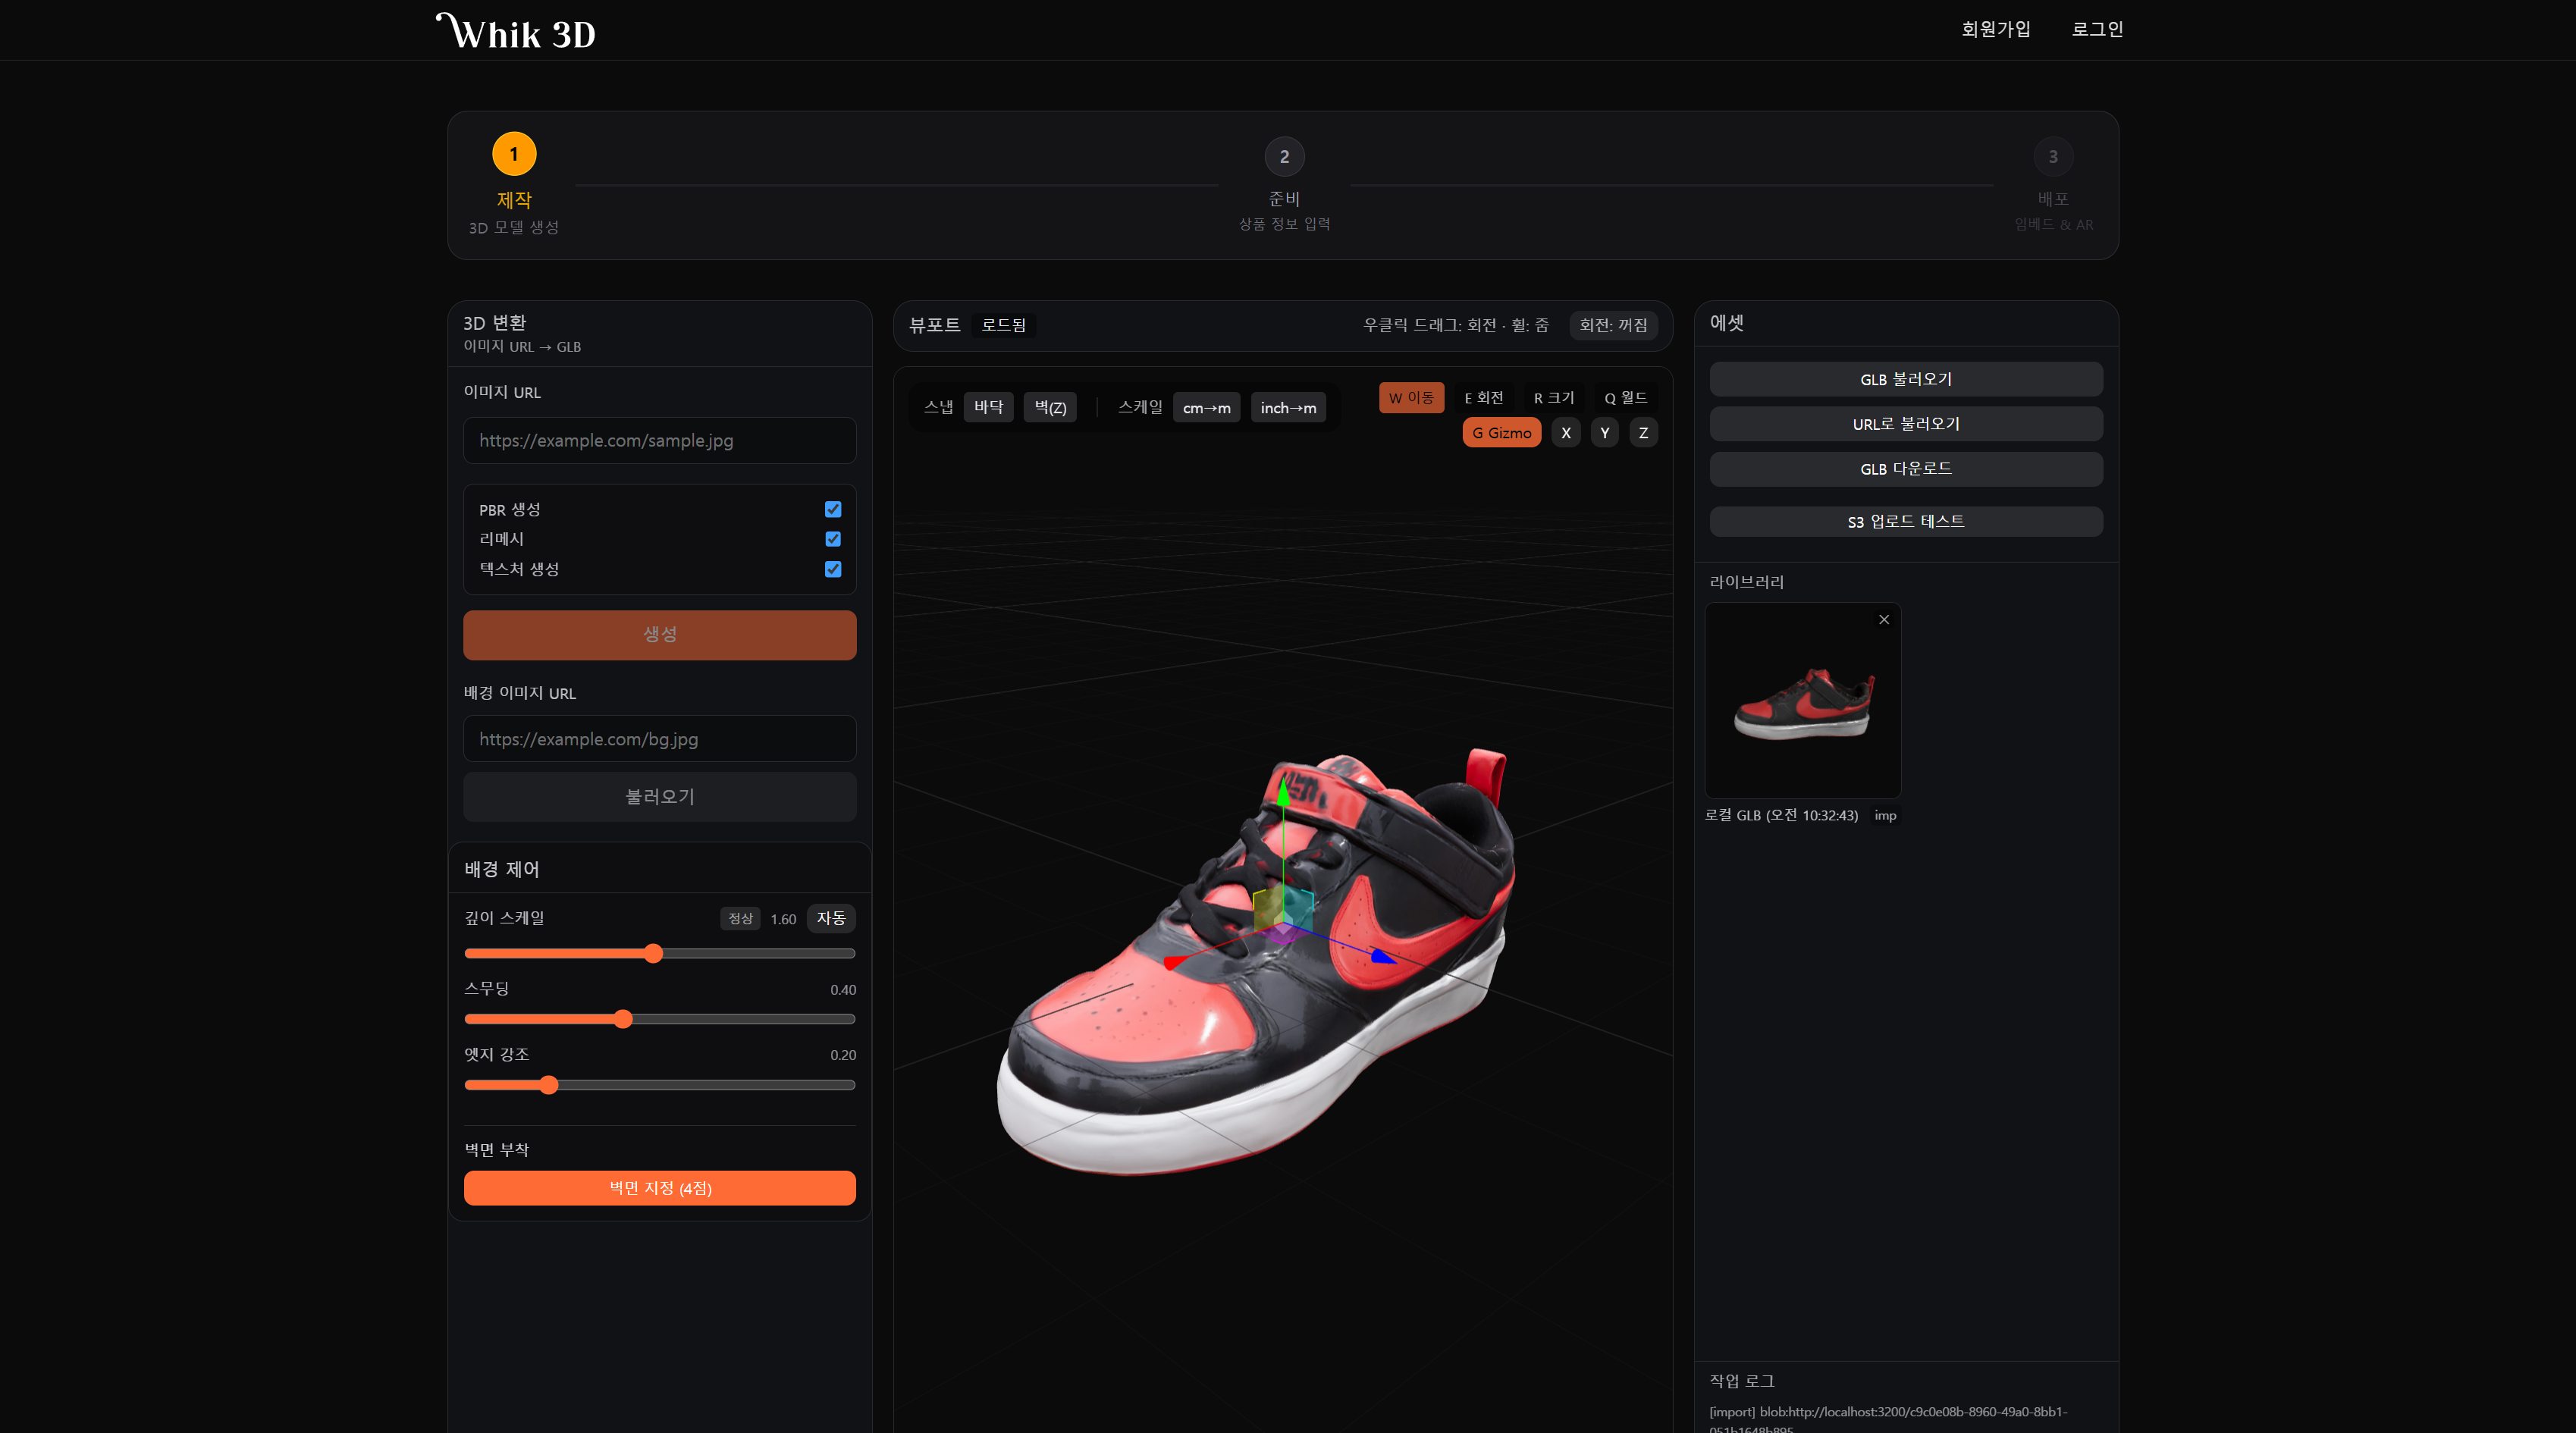 Whik 3D
회원가입
로그인
1
제작
3D 모델 생성
2
준비
상품 정보 입력
3
배포
임베드 & AR
3D 변환
이미지 URL → GLB
이미지 URL
https://example.com/sample.jpg
PBR 생성
리메시
텍스처 생성
생성
배경 이미지 URL
https://example.com/bg.jpg
불러오기
배경 제어
깊이 스케일 정상 1.60 자동
스무딩 0.40
엣지 강조 0.20
벽면 부착
벽면 지정 (4점)
뷰포트 로드됨
우클릭 드래그: 회전 · 휠: 줌 회전: 꺼짐
스냅 바닥 벽(Z) 스케일 cm→m inch→m
W 이동 E 회전 R 크기 Q 월드
G Gizmo X Y Z
에셋
GLB 불러오기
URL로 불러오기
GLB 다운로드
S3 업로드 테스트
라이브러리
로컬 GLB (오전 10:32:43) imp
작업 로그
[import] blob:http://localhost:3200/c9c0e08b-8960-49a0-8bb1-